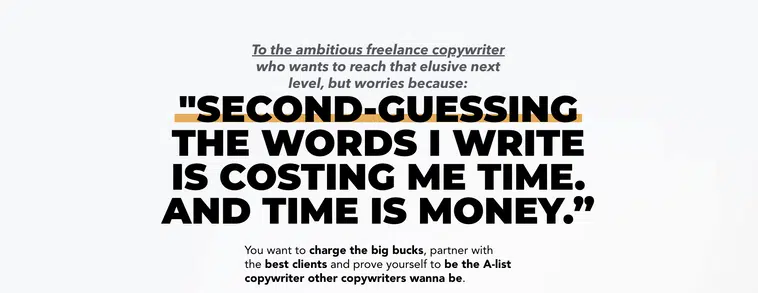 To the ambitious freelance copywriter
who wants to reach that elusive next
level, but worries because:
"SECOND-GUESSING
THE WORDS I WRITE
IS COSTING ME TIME.
AND TIME IS MONEY.”
You want to charge the big bucks, partner with
the best clients and prove yourself to be the A-list
copywriter other copywriters wanna be.